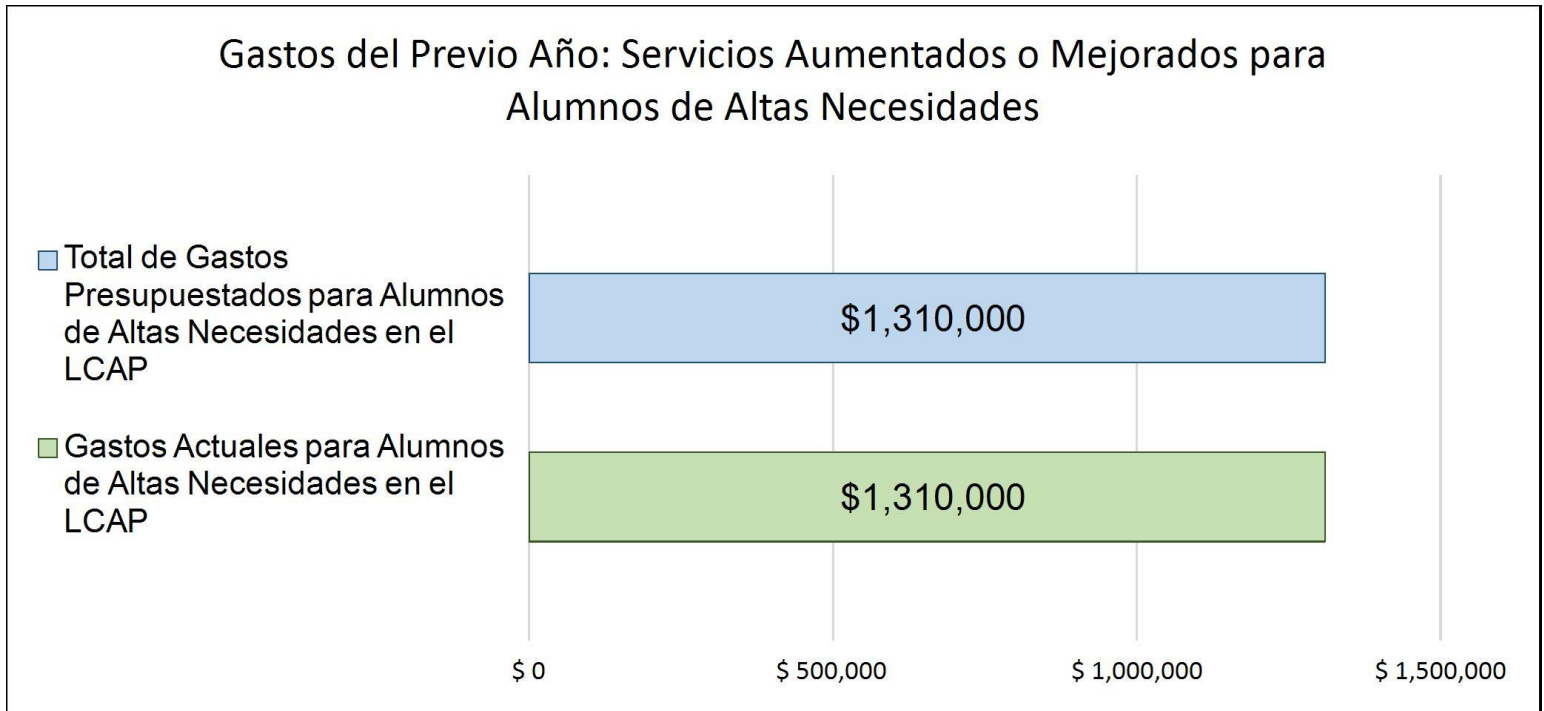 Gastos del Previo Año: Servicios Aumentados o Mejorados para
Alumnos de Altas Necesidades
Total de Gastos
Presupuestados para Alumnos
de Altas Necesidades en el
LCAP
$1,310,000
Gastos Actuales para Alumnos
de Altas Necesidades en el
LCAP
$1,310,000
$ 0
$ 500,000
$ 1,000,000
$ 1,500,000